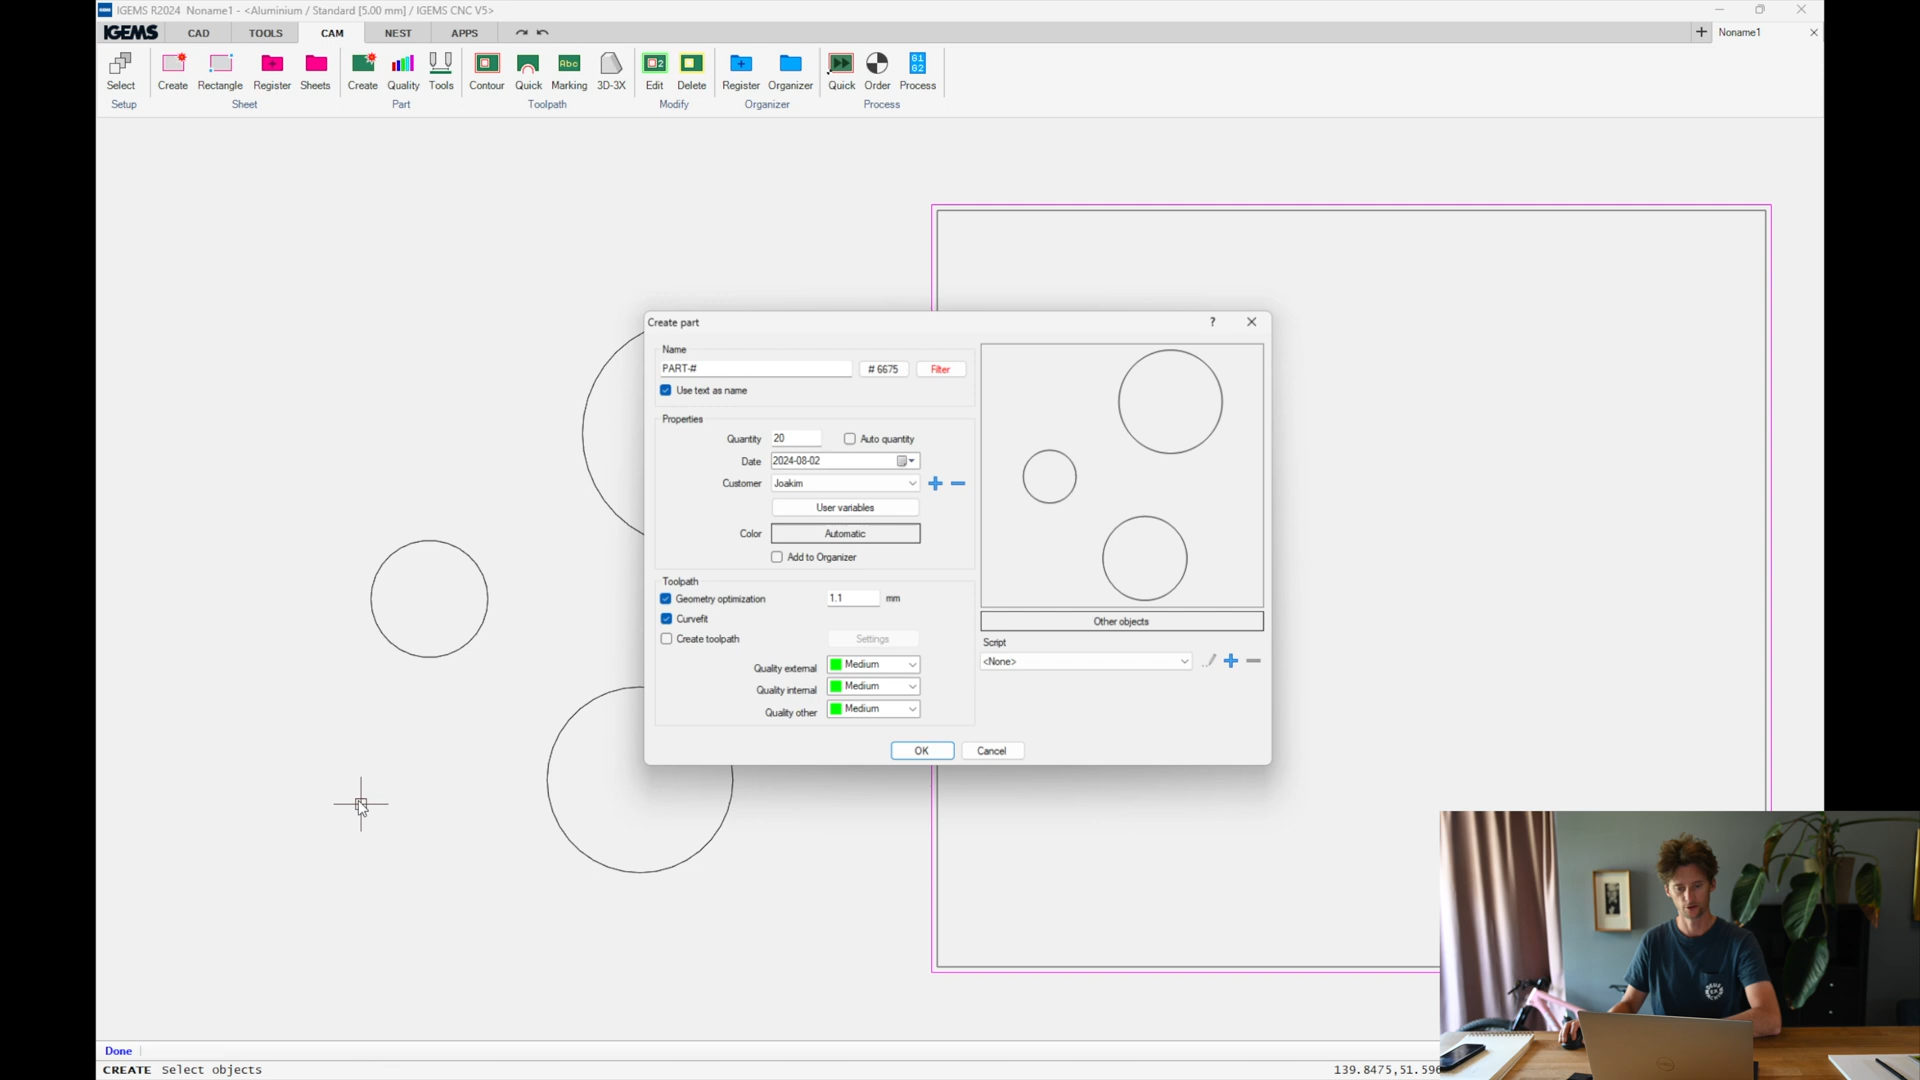 IGEMS R2024 Noname1 - <Aluminium / Standard [5.00 mm] / IGEMS CNC V5>
IGEMS CAD TOOLS CAM NEST APPS + Noname1
Select Create Rectangle Register Sheets Create Quality Tools Contour Quick Marking 3D-3X Edit Delete Register Organizer Quick Order Process
Setup Sheet Part Toolpath Modify Organizer Process
Create part ?
Name
PART-# # 6675 Filter
Use text as name
Properties
Quantity 20 Auto quantity
Date 2024-08-02
Customer Joakim
User variables
Color Automatic
Add to Organizer
Toolpath
Geometry optimization 1.1 mm
Curvefit
Create toolpath Settings
Quality external Medium
Quality internal Medium
Quality other Medium
Other objects
Script
<None>
OK Cancel
Done
CREATE Select objects 139.8475,51.596